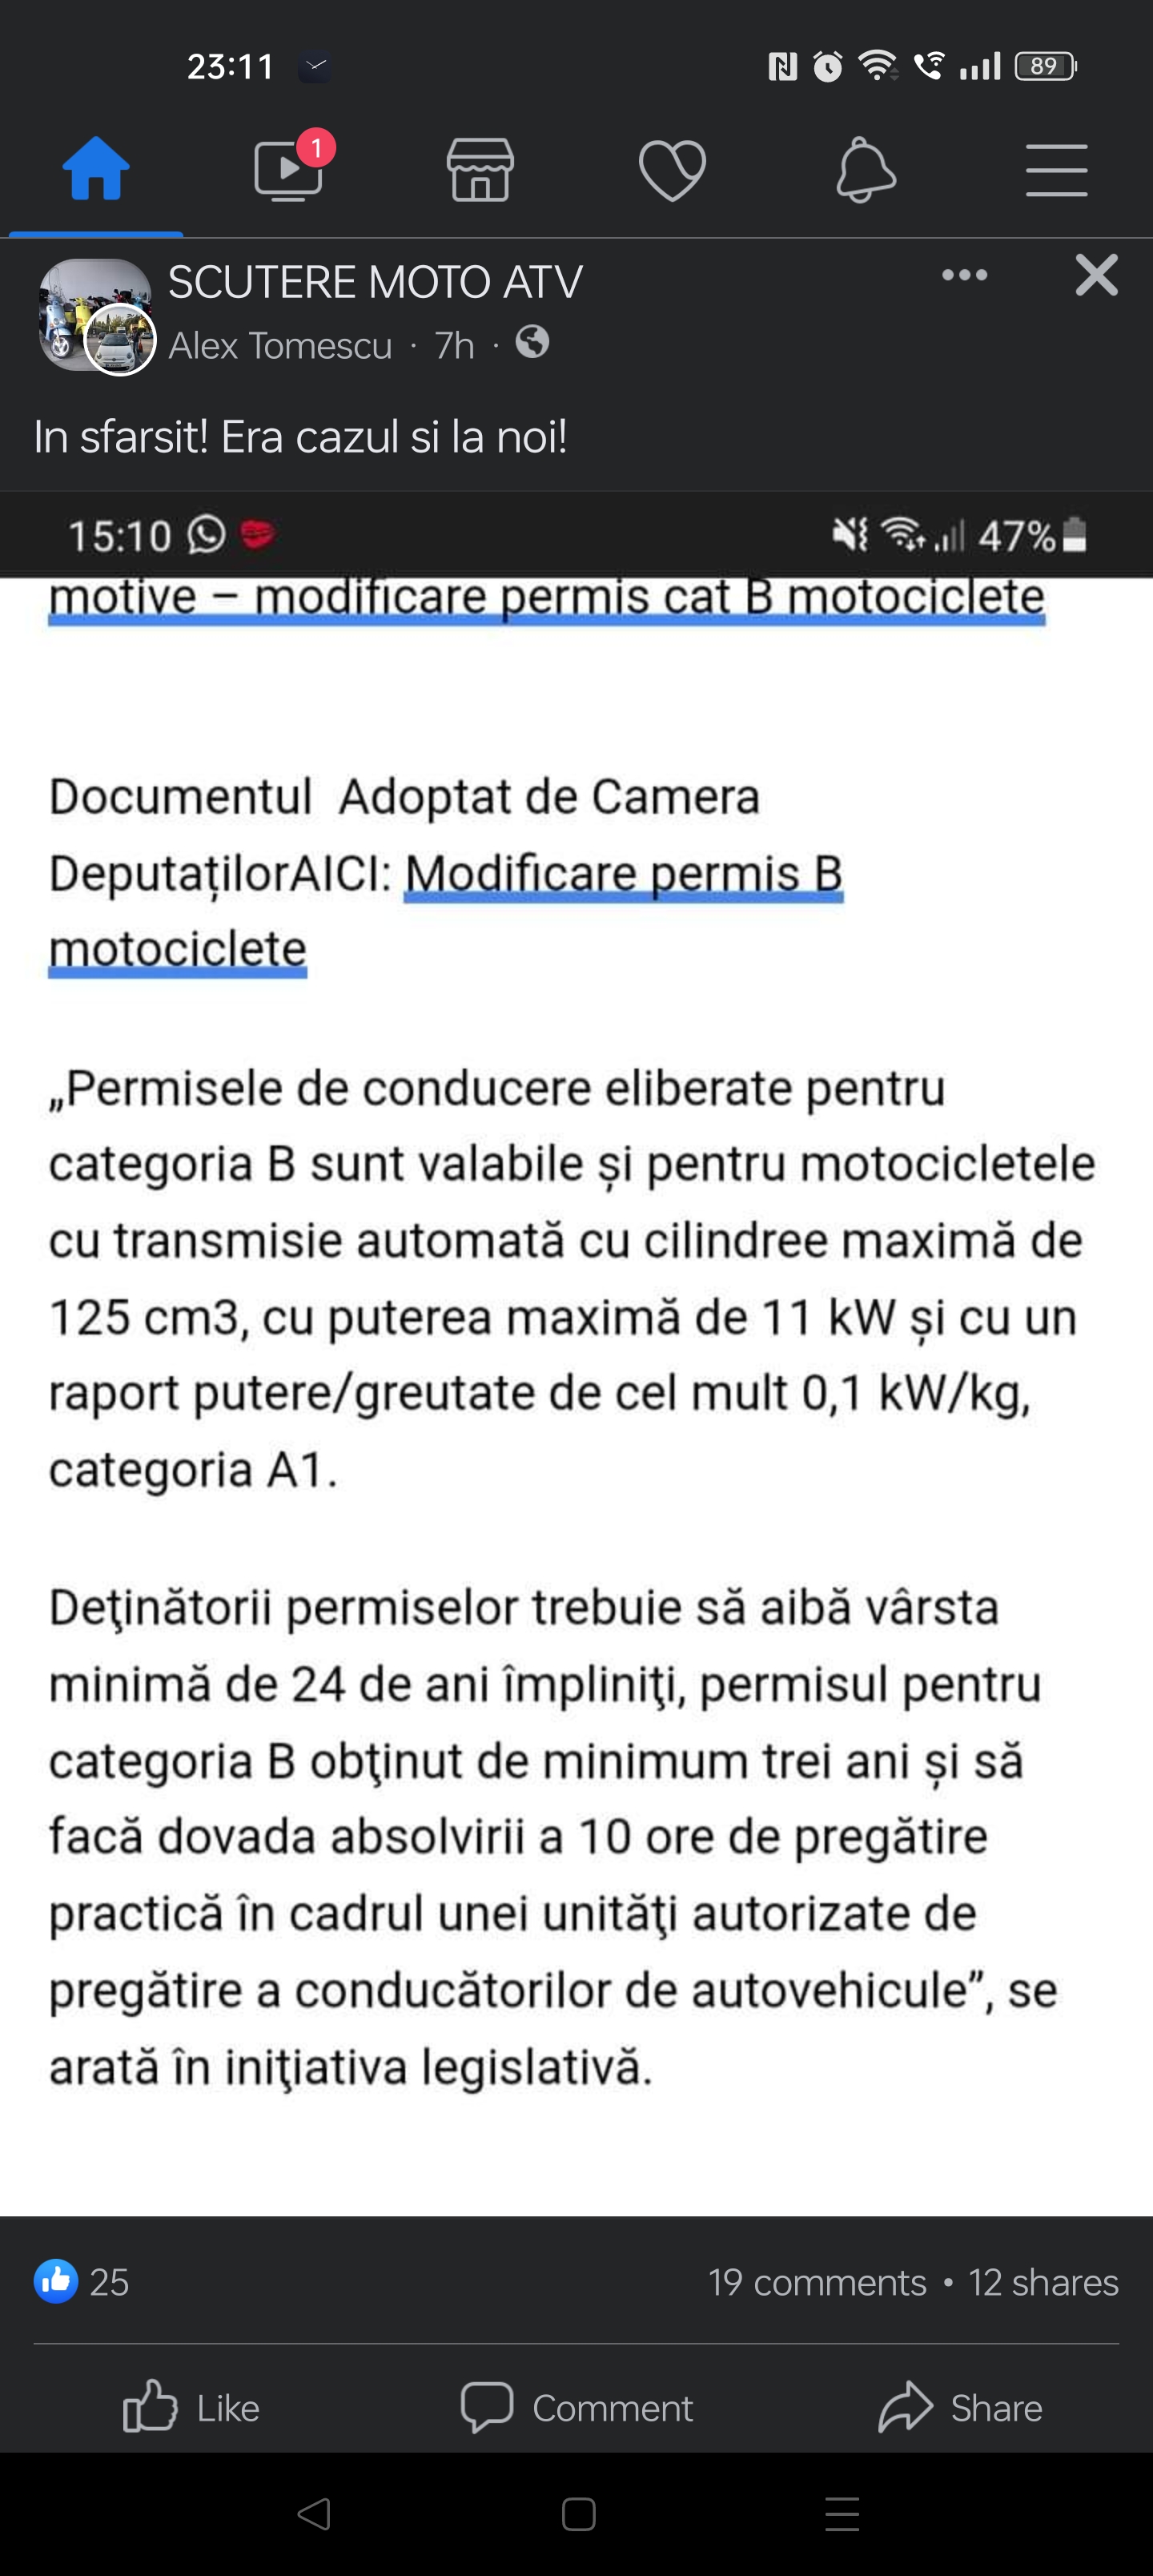 23:11
89
1
SCUTERE MOTO ATV
Alex Tomescu · 7h ·
In sfarsit! Era cazul si la noi!
15:10 47%
motive – modificare permis cat B motociclete
Documentul Adoptat de Camera
Deputaților​AICI: Modificare permis B
motociclete
„Permisele de conducere eliberate pentru
categoria B sunt valabile și pentru motocicletele
cu transmisie automată cu cilindree maximă de
125 cm3, cu puterea maximă de 11 kW și cu un
raport putere/greutate de cel mult 0,1 kW/kg,
categoria A1.
Deţinătorii permiselor trebuie să aibă vârsta
minimă de 24 de ani împliniţi, permisul pentru
categoria B obţinut de minimum trei ani și să
facă dovada absolvirii a 10 ore de pregătire
practică în cadrul unei unităţi autorizate de
pregătire a conducătorilor de autovehicule”, se
arată în iniţiativa legislativă.
25
19 comments • 12 shares
Like Comment Share